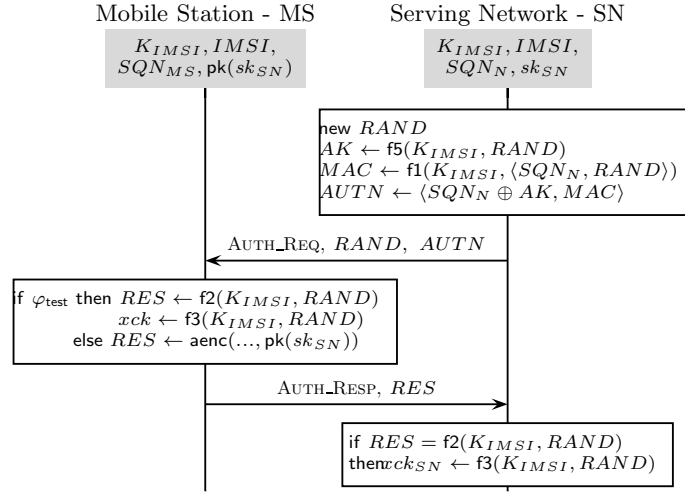 Mobile Station - MS
Serving Network - SN
K_IMSI, IMSI,
SQN_MS, pk(sk_SN)
K_IMSI, IMSI,
SQN_N, sk_SN
new RAND
AK ← f5(K_IMSI, RAND)
MAC ← f1(K_IMSI, ⟨SQN_N, RAND⟩)
AUTN ← ⟨SQN_N ⊕ AK, MAC⟩
AUTH_REQ, RAND, AUTN
if φ_test then RES ← f2(K_IMSI, RAND)
xck ← f3(K_IMSI, RAND)
else RES ← aenc(..., pk(sk_SN))
AUTH_RESP, RES
if RES = f2(K_IMSI, RAND)
then xck_SN ← f3(K_IMSI, RAND)